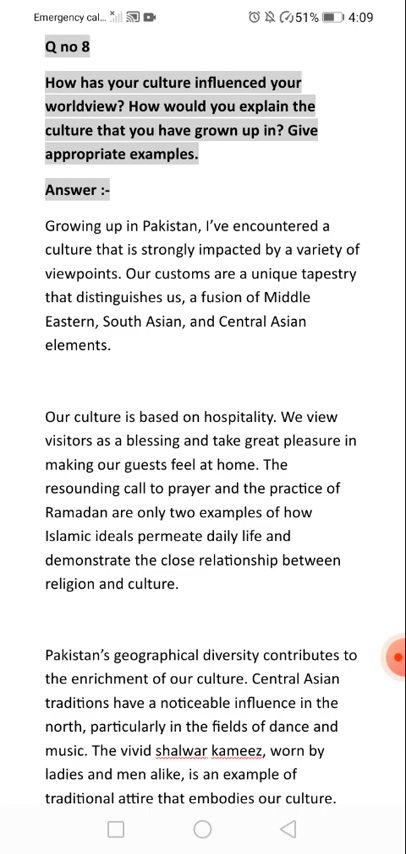 Emergency cal... 51% 4:09
Q no 8
How has your culture influenced your
worldview? How would you explain the
culture that you have grown up in? Give
appropriate examples.
Answer :-
Growing up in Pakistan, I’ve encountered a
culture that is strongly impacted by a variety of
viewpoints. Our customs are a unique tapestry
that distinguishes us, a fusion of Middle
Eastern, South Asian, and Central Asian
elements.
Our culture is based on hospitality. We view
visitors as a blessing and take great pleasure in
making our guests feel at home. The
resounding call to prayer and the practice of
Ramadan are only two examples of how
Islamic ideals permeate daily life and
demonstrate the close relationship between
religion and culture.
Pakistan’s geographical diversity contributes to
the enrichment of our culture. Central Asian
traditions have a noticeable influence in the
north, particularly in the fields of dance and
music. The vivid shalwar kameez, worn by
ladies and men alike, is an example of
traditional attire that embodies our culture.